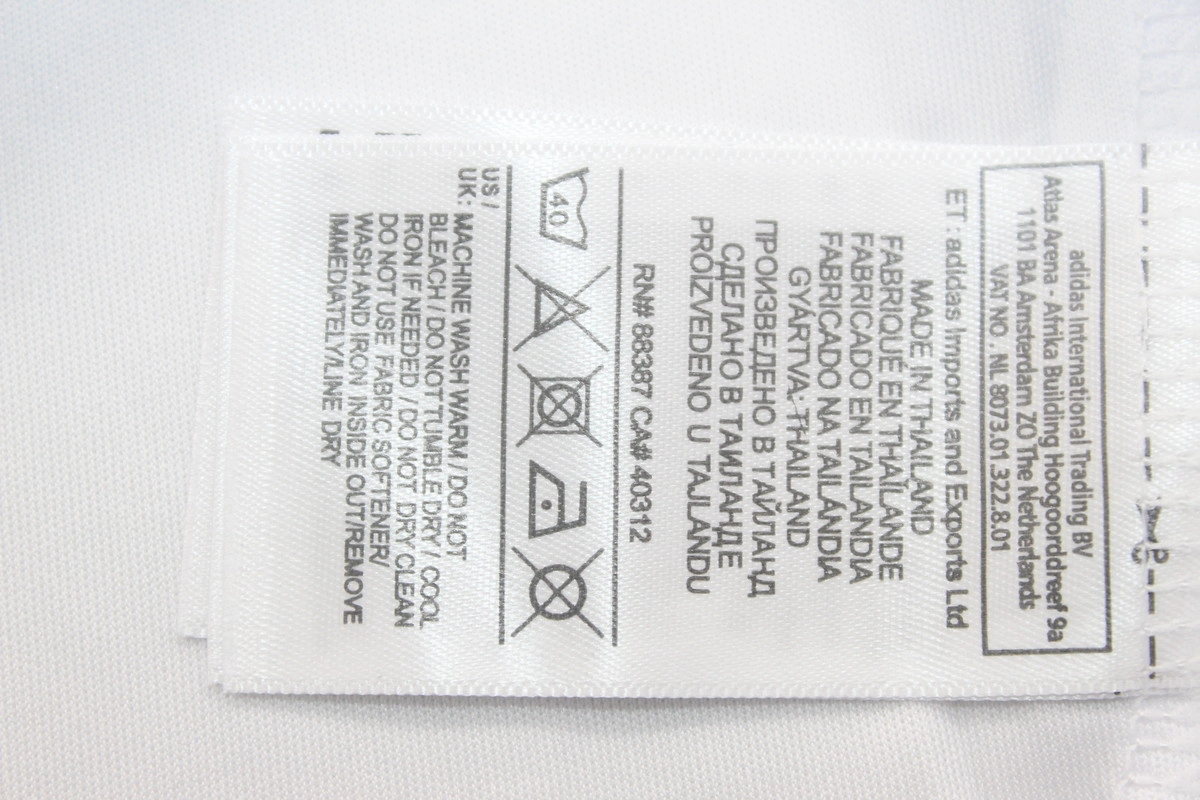 adidas International Trading BV
Atlas Arena - Afrika Building Hoogoorddreef 9a
1101 BA Amsterdam ZO The Netherlands
VAT NO. NL 8073.01.322.8.01
ET : adidas Imports and Exports Ltd
MADE IN THAILAND
FABRIQUÉ EN THAÏLANDE
FABRICADO EN TAILANDIA
FABRICADO NA TAILÂNDIA
GYÁRTVA: THAILAND
ПРОИЗВЕДЕНО В ТАЙЛАНД
СДЕЛАНО В ТАИЛАНДЕ
PROIZVEDENO U TAJLANDU
RN# 88387 CA# 40312
40
US /
UK: MACHINE WASH WARM / DO NOT
BLEACH / DO NOT TUMBLE DRY / COOL
IRON IF NEEDED / DO NOT DRY CLEAN
DO NOT USE FABRIC SOFTENER/
WASH AND IRON INSIDE OUT/REMOVE
IMMEDIATELY/LINE DRY